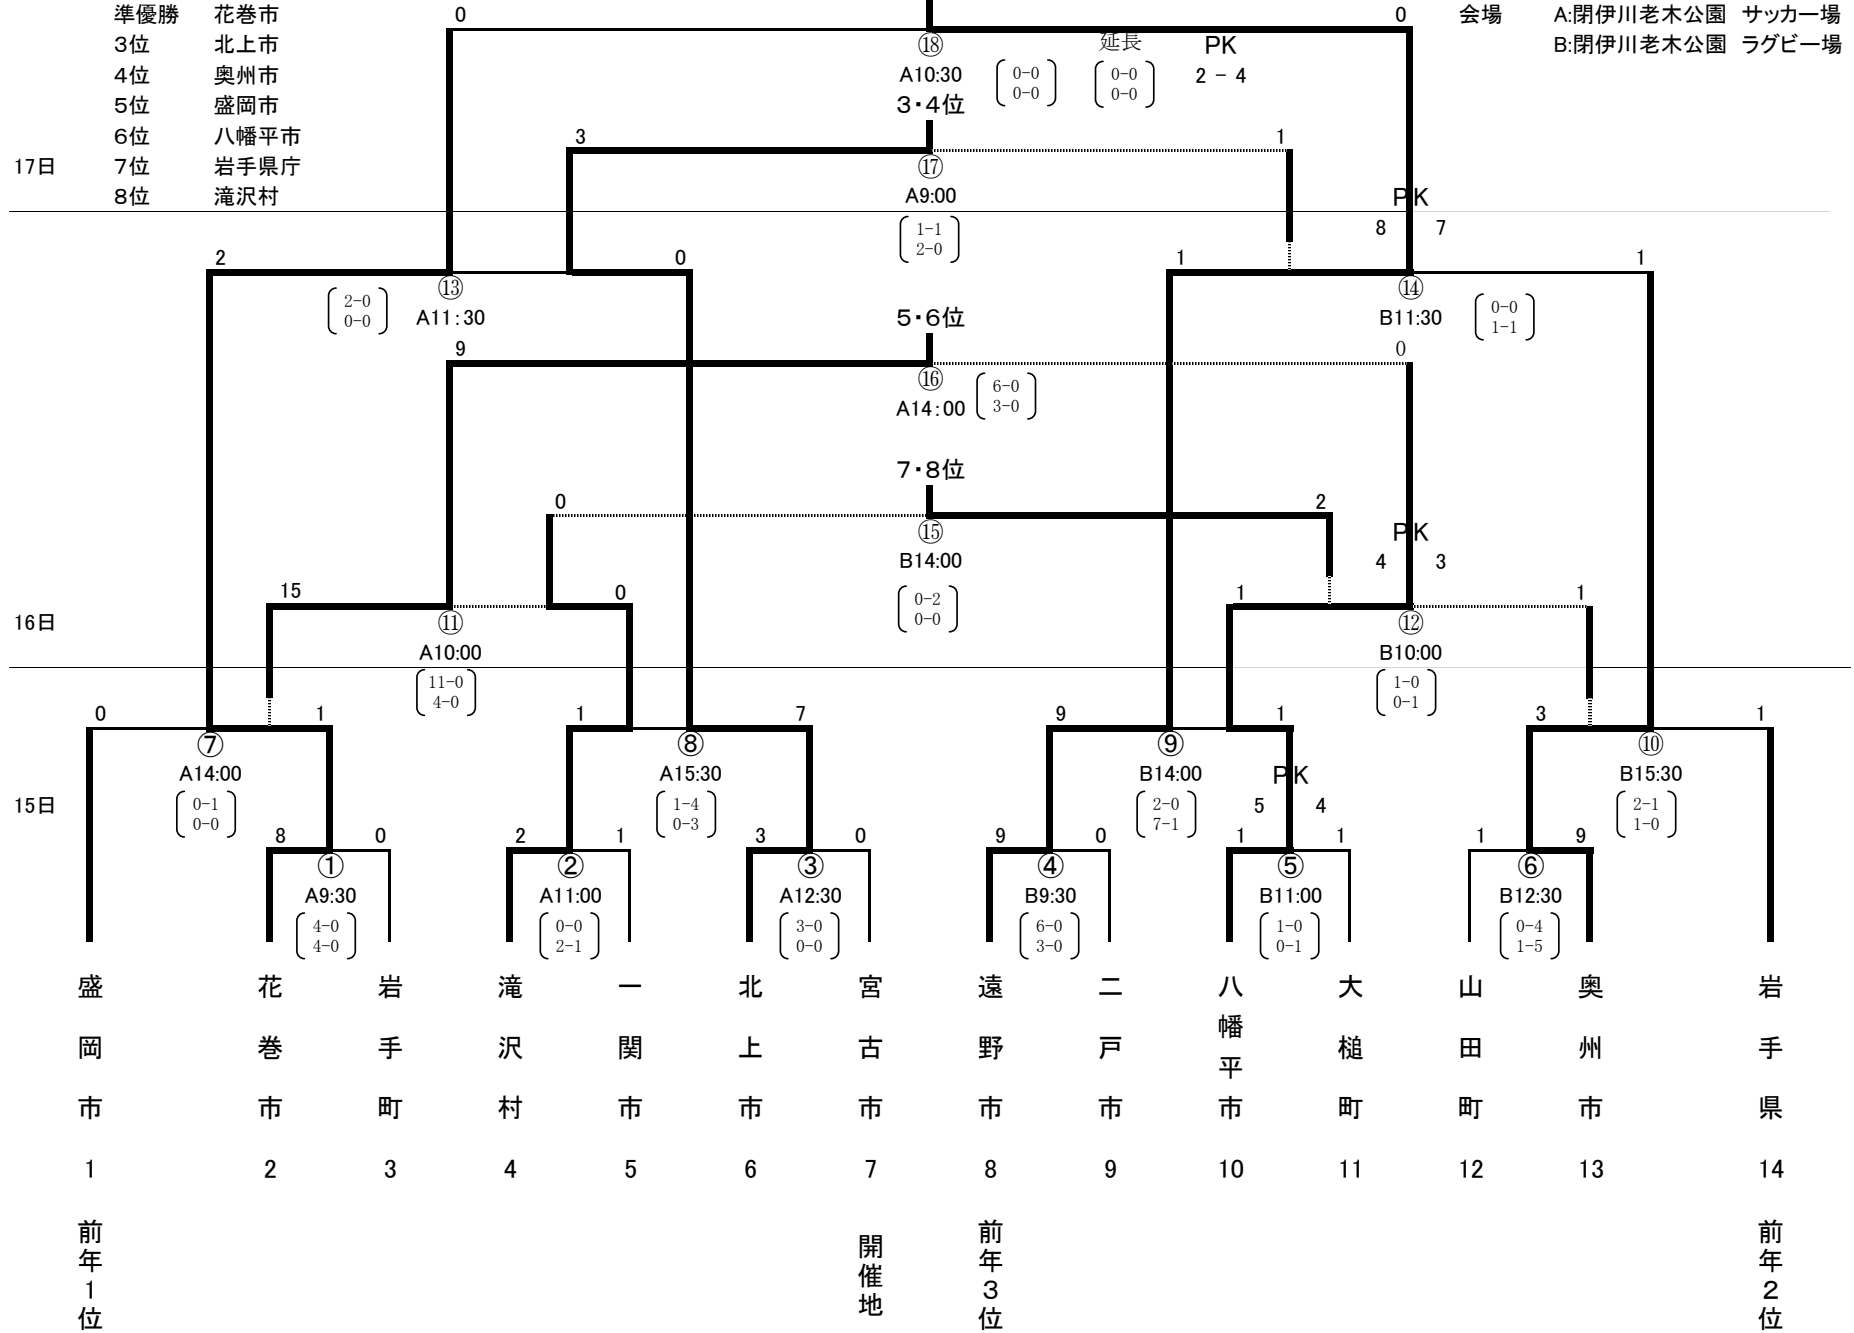 準優勝 花巻市 0 0 会場 A:閉伊川老木公園 サッカー場
3位 北上市 ⑱ 延長 PK B:閉伊川老木公園 ラグビー場
4位 奥州市 A10:30 0-0 0-0 2 - 4
0-0 0-0
5位 盛岡市 3・4位
6位 八幡平市 3 1
17日 7位 岩手県庁 ⑰
8位 滝沢村 A9:00 PK
1-1 8 7
2-0
2 0 1 1
⑬ ⑭
2-0 0-0
0-0 A11:30 5・6位 B11:30 1-1
9 0
⑯ 6-0
A14:00 3-0
7・8位
0 2
⑮ PK
B14:00 4 3
15 0 0-2 1 1
16日 ⑪ 0-0 ⑫
A10:00 B10:00
11-0 1-0
4-0 0-1
0 1 1 7 9 1 3 1
⑦ ⑧ ⑨ ⑩
A14:00 A15:30 B14:00 PK B15:30
15日 0-1 1-4 2-0 5 4 2-1
0-0 0-3 7-1 1-0
8 0 2 1 3 0 9 0 1 1 1 9
① ② ③ ④ ⑤ ⑥
A9:30 A11:00 A12:30 B9:30 B11:00 B12:30
4-0 0-0 3-0 6-0 1-0 0-4
4-0 2-1 0-0 3-0 0-1 1-5
盛岡市
花巻市
岩手町
滝沢村
一関市
北上市
宮古市
遠野市
二戸市
八幡平市
大槌町
山田町
奥州市
岩手県
1 2 3 4 5 6 7 8 9 10 11 12 13 14
前年1位
開催地
前年3位
前年2位